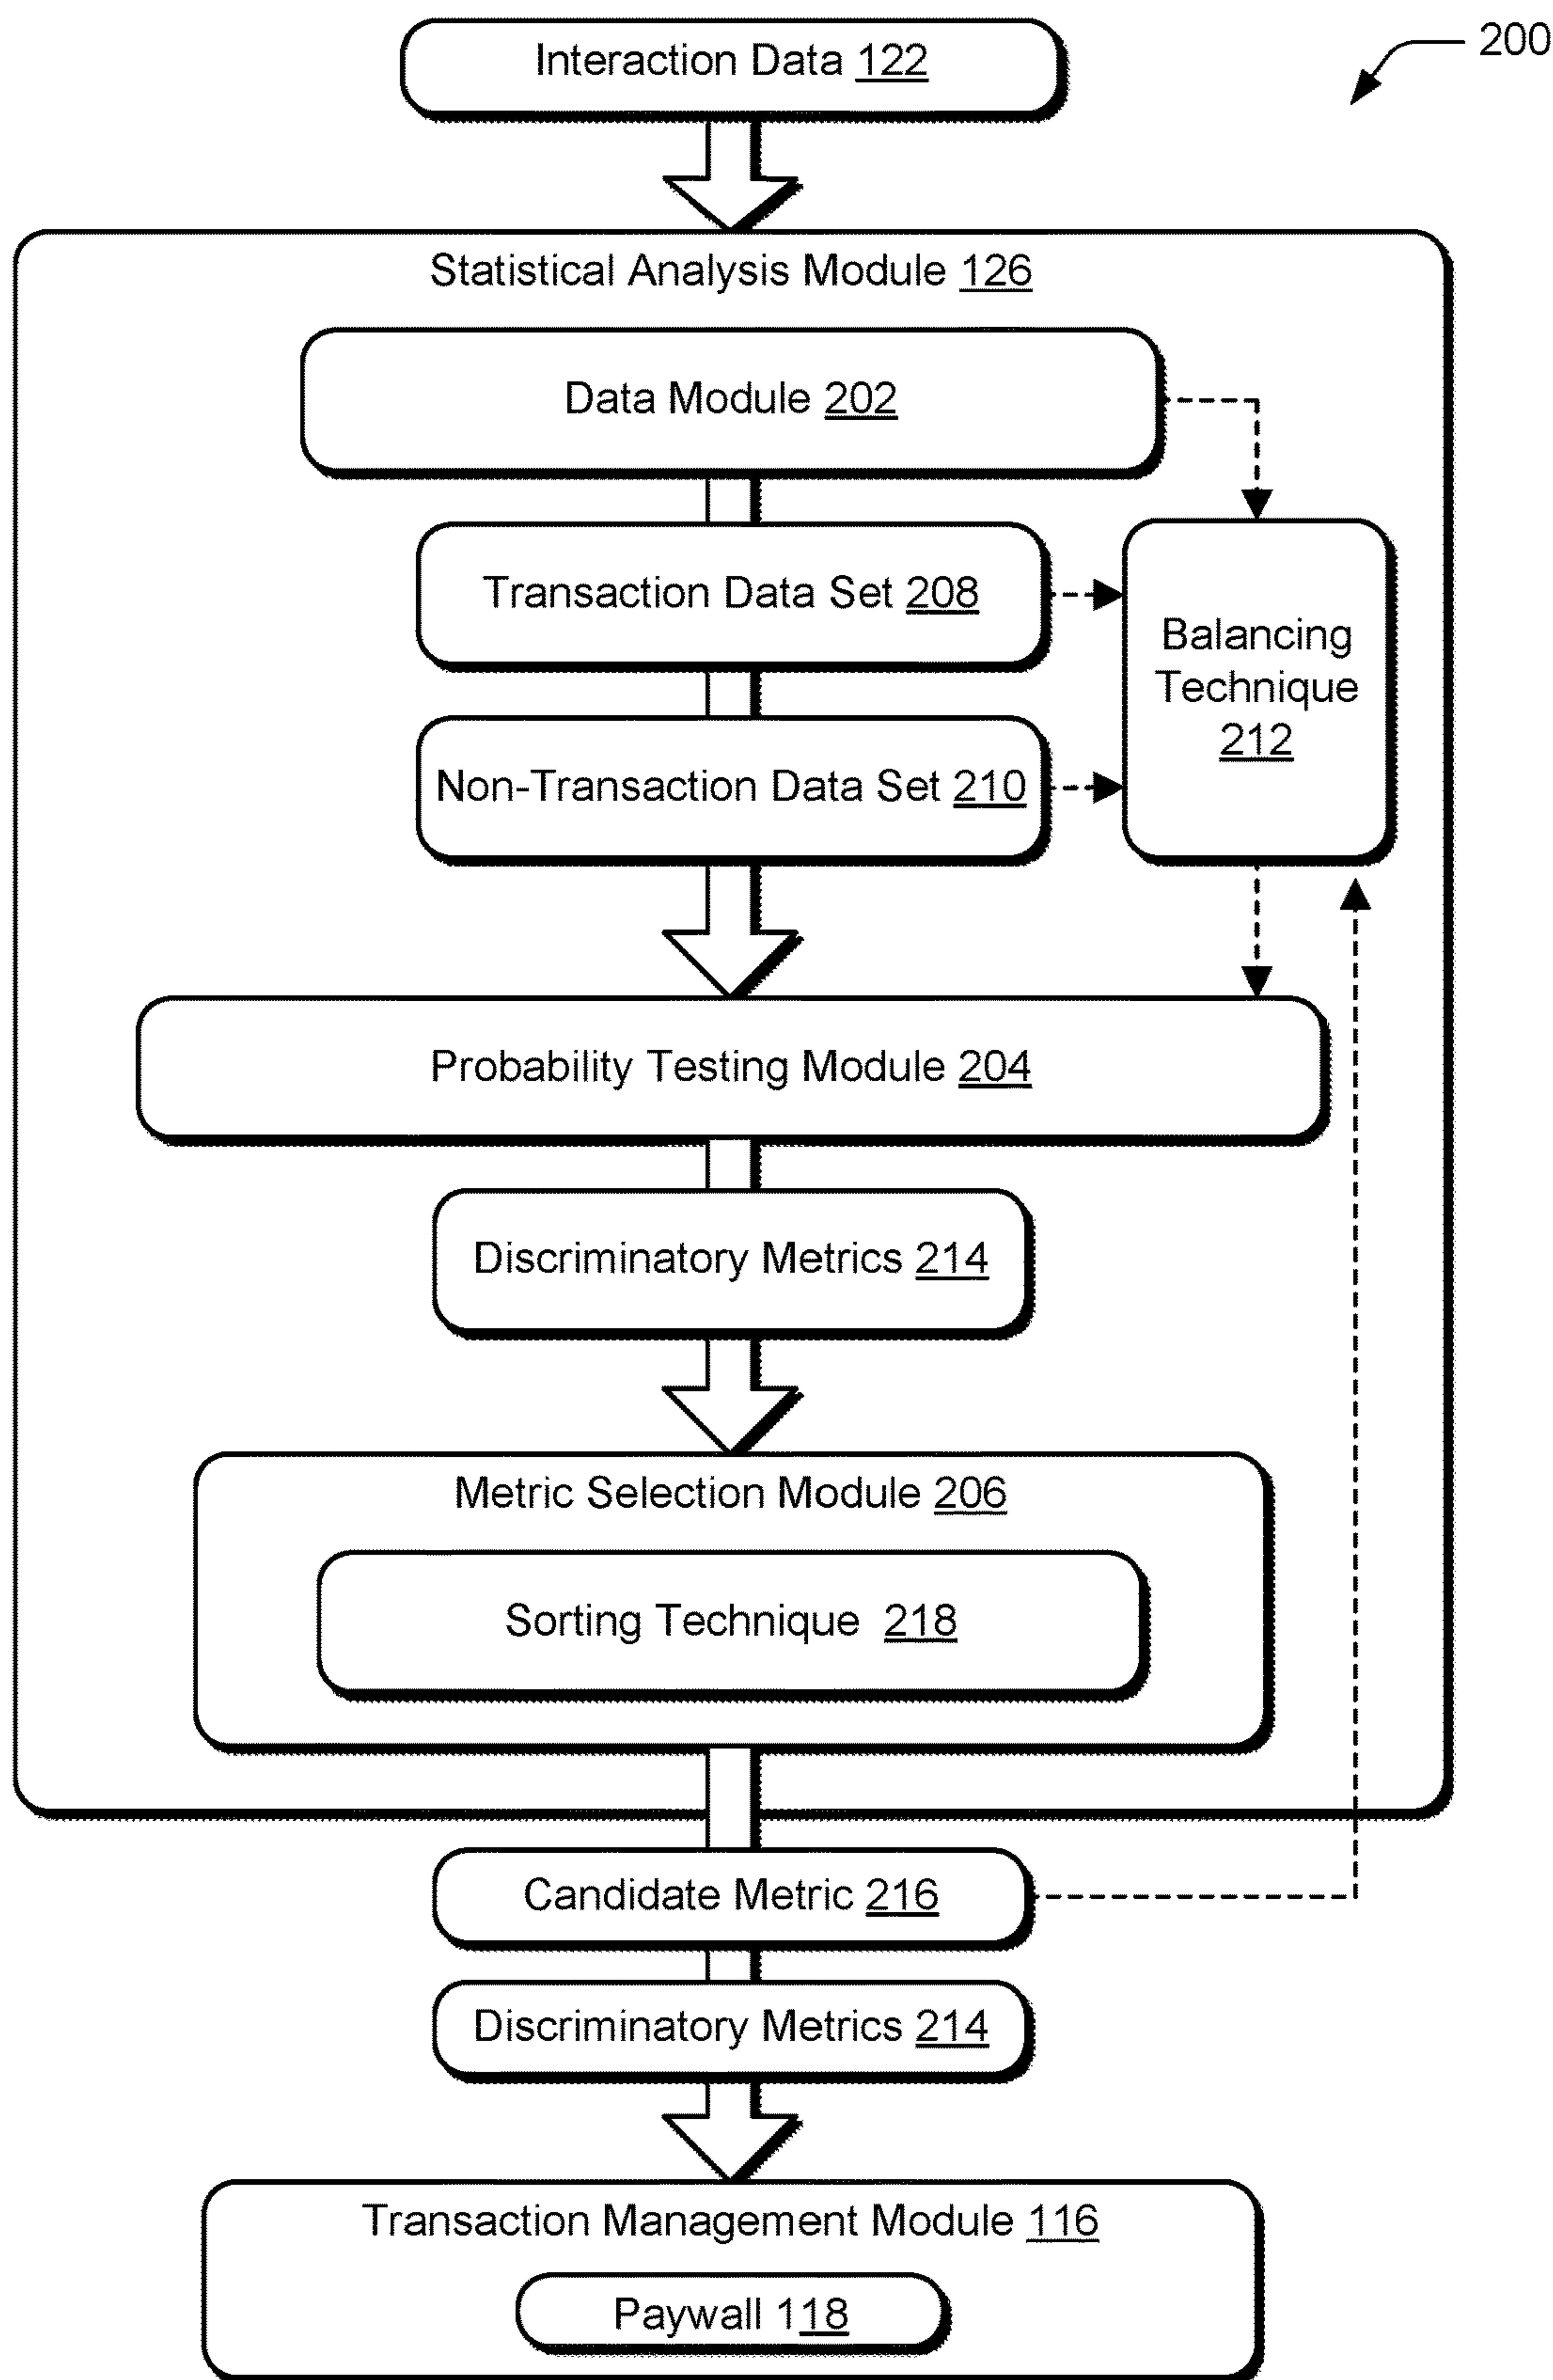 Interaction Data 122
200
Statistical Analysis Module 126
Data Module 202
Transaction Data Set 208
Balancing
Technique
212
Non-Transaction Data Set 210
Probability Testing Module 204
Discriminatory Metrics 214
Metric Selection Module 206
Sorting Technique 218
Candidate Metric 216
Discriminatory Metrics 214
Transaction Management Module 116
Paywall 118